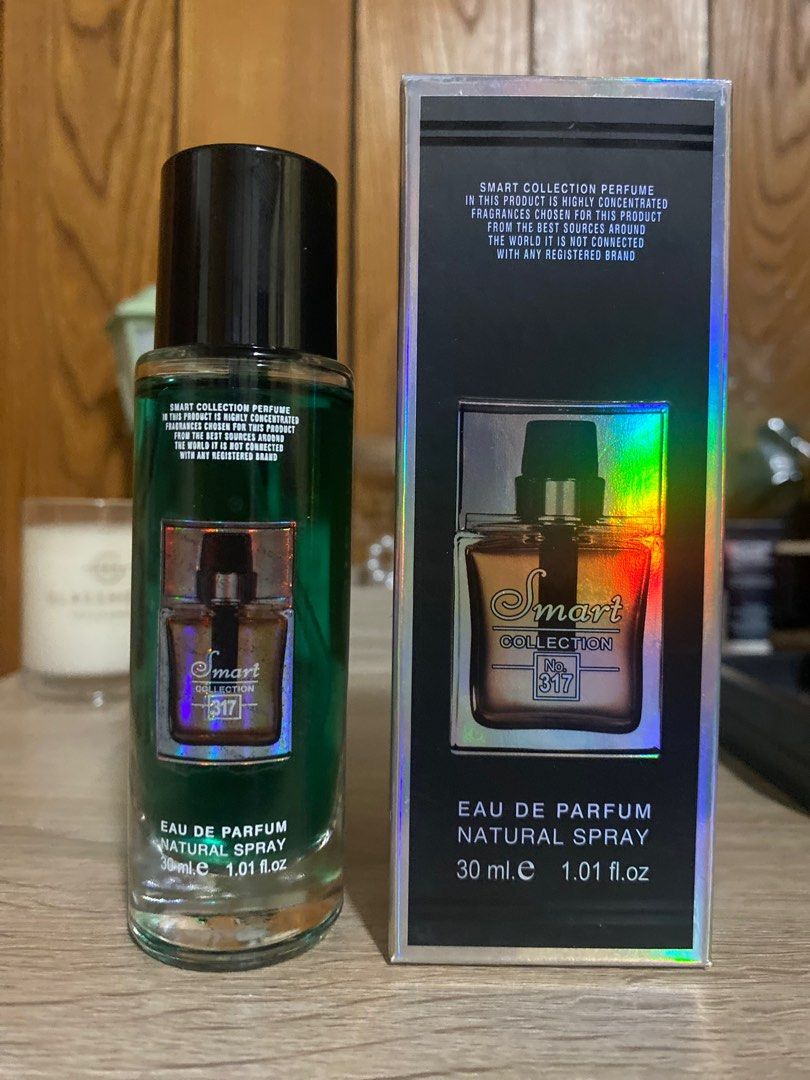 SMART COLLECTION PERFUME
IN THIS PRODUCT IS HIGHLY CONCENTRATED
FRAGRANCES CHOSEN FOR THIS PRODUCT
FROM THE BEST SOURCES AROUND
THE WORLD IT IS NOT CONNECTED
WITH ANY REGISTERED BRAND
Smart
COLLECTION
317
EAU DE PARFUM
NATURAL SPRAY
30 ml.e 1.01 fl.oz
SMART COLLECTION PERFUME
IN THIS PRODUCT IS HIGHLY CONCENTRATED
FRAGRANCES CHOSEN FOR THIS PRODUCT
FROM THE BEST SOURCES AROUND
THE WORLD IT IS NOT CONNECTED
WITH ANY REGISTERED BRAND
Smart
COLLECTION
No.
317
EAU DE PARFUM
NATURAL SPRAY
30 ml.e 1.01 fl.oz